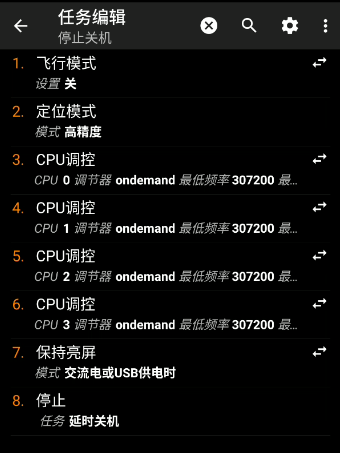 任务编辑
停止关机
1. 飞行模式
设置 关
2. 定位模式
模式 高精度
3. CPU调控
CPU 0 调节器 ondemand 最低频率 307200 最...
4. CPU调控
CPU 1 调节器 ondemand 最低频率 307200 最...
5. CPU调控
CPU 2 调节器 ondemand 最低频率 307200 最...
6. CPU调控
CPU 3 调节器 ondemand 最低频率 307200 最...
7. 保持亮屏
模式 交流电或USB供电时
8. 停止
任务 延时关机